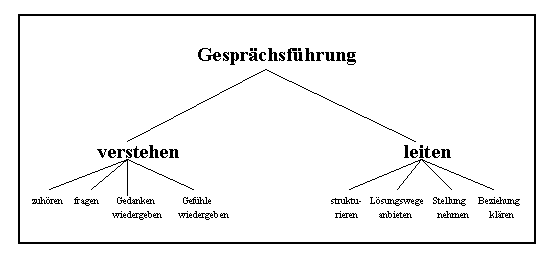 Gesprächsführung
verstehen leiten
zuhören fragen Gedanken Gefühle struktu- Lösungswege Stellung Beziehung
wiedergeben wiedergeben rieren anbieten nehmen klären